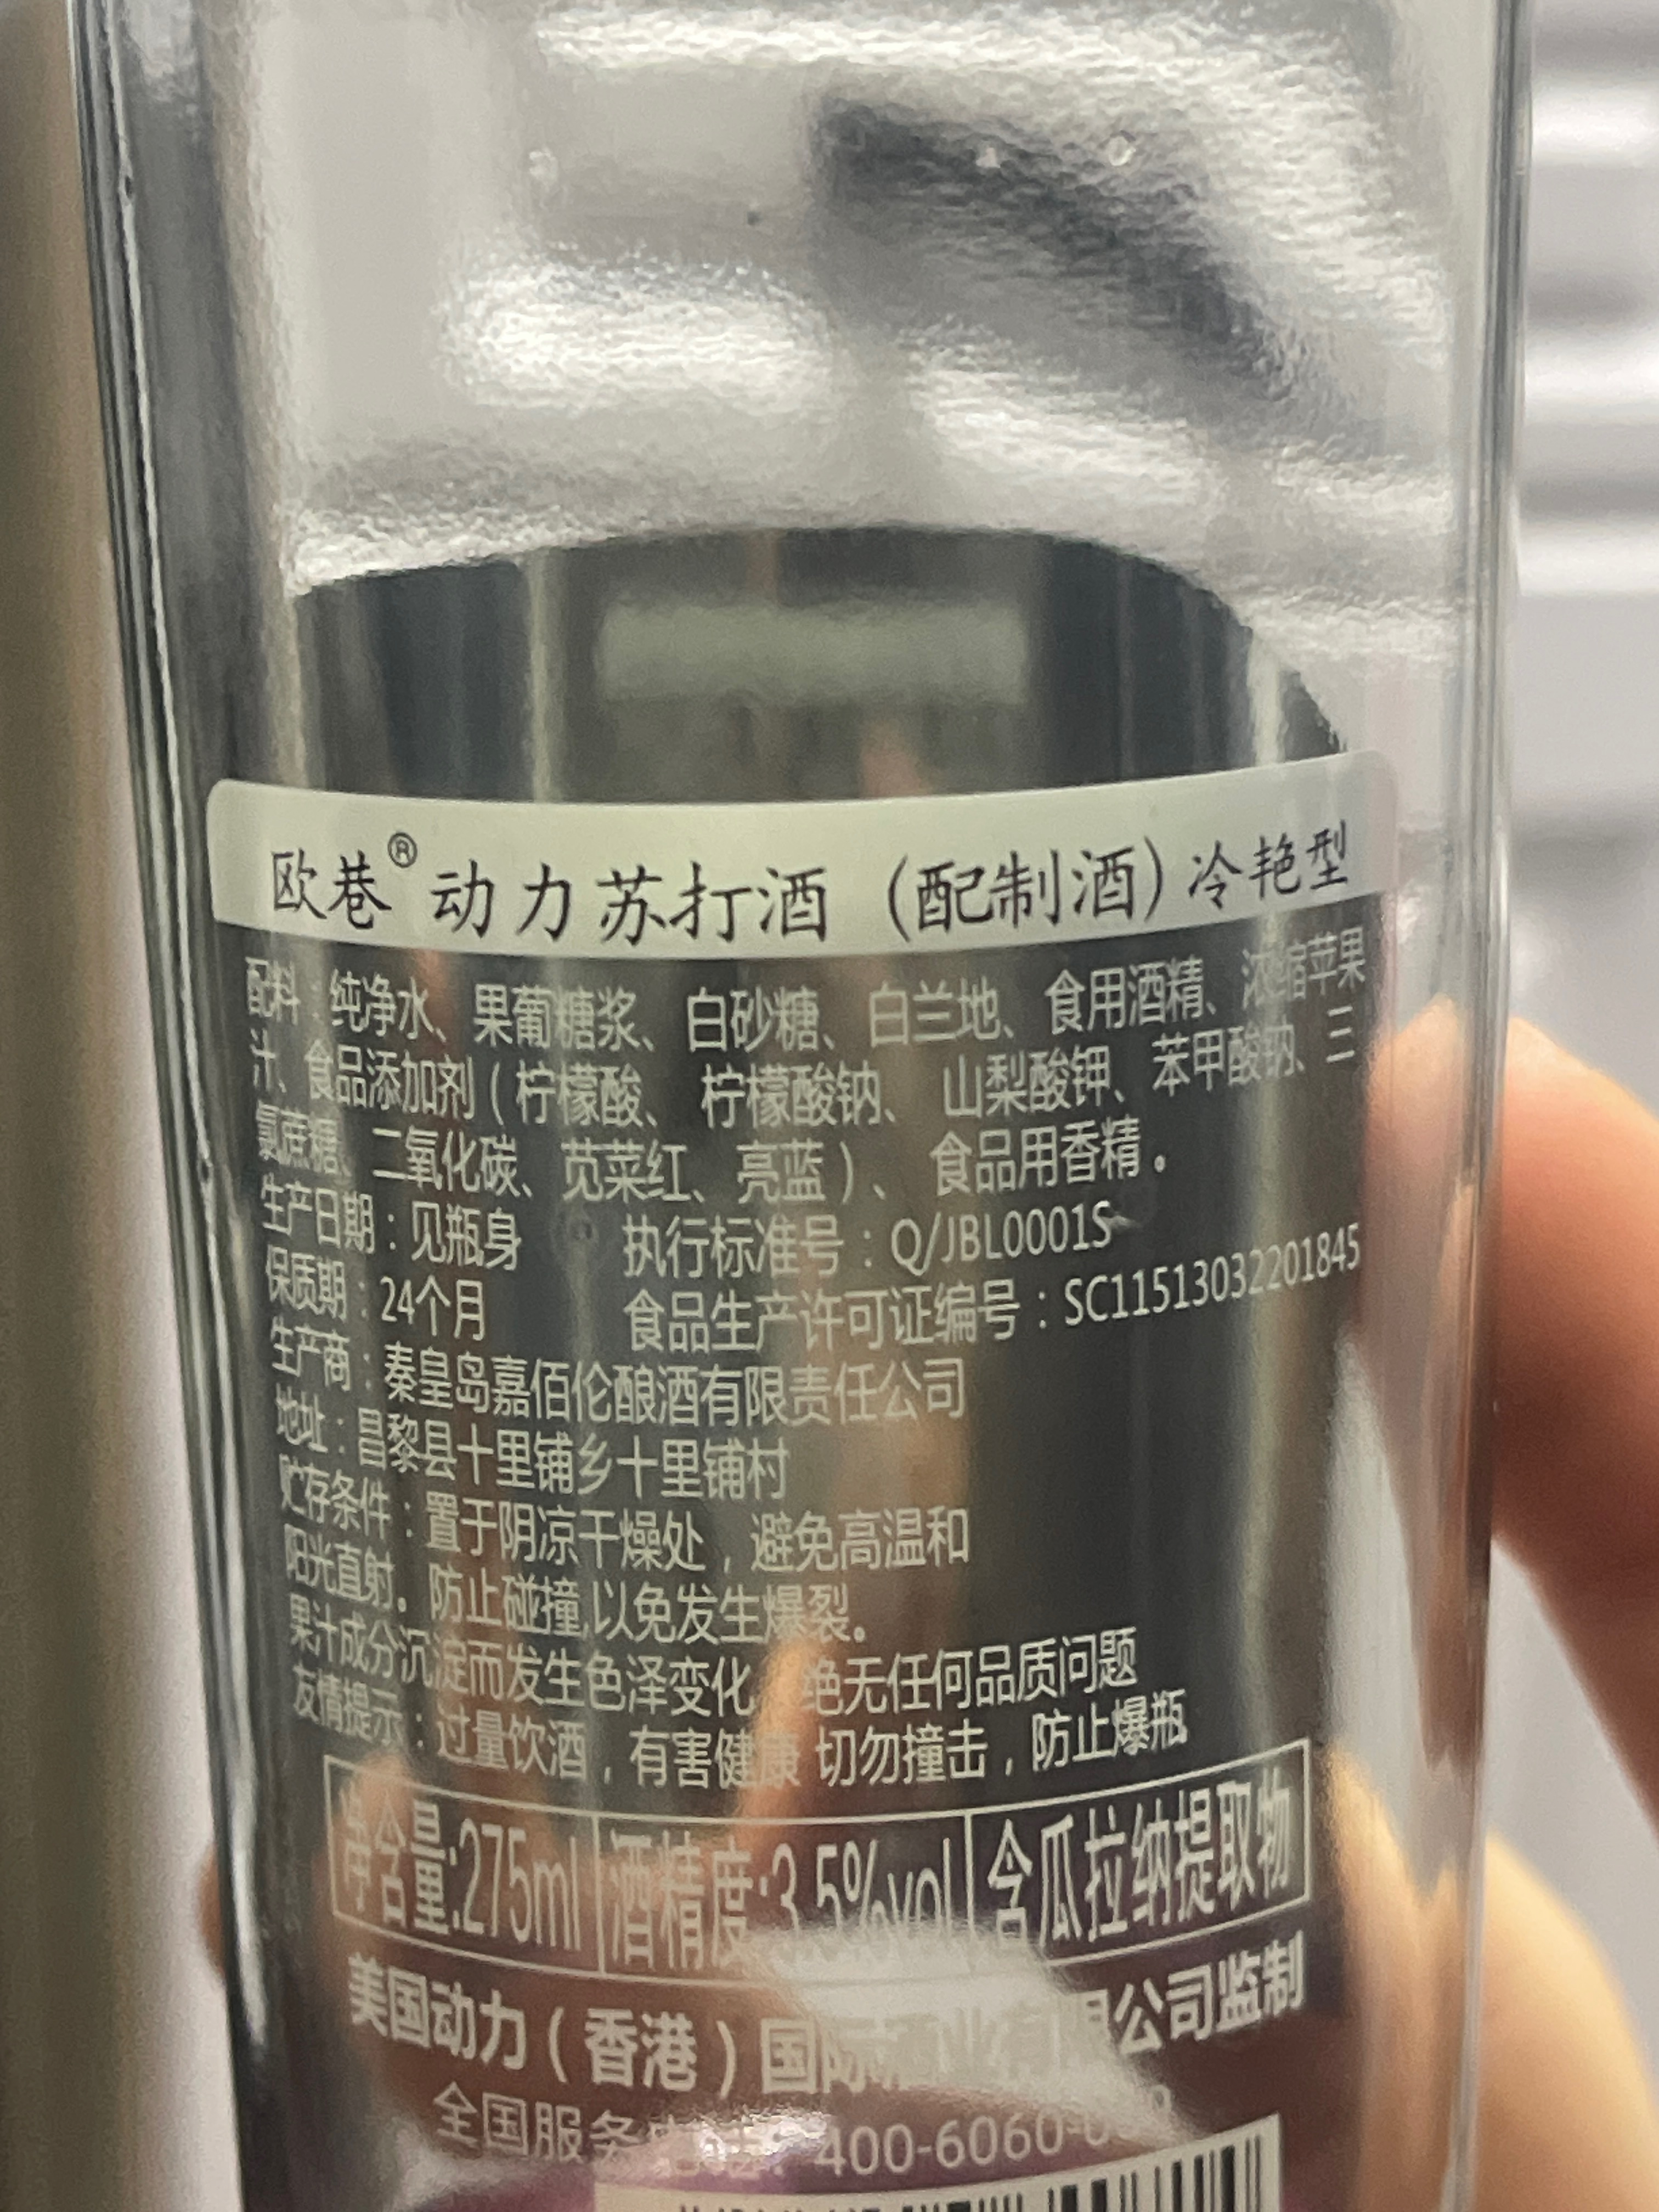 欧巷® 动力苏打酒 (配制酒) 冷艳型
配料:纯净水、果葡糖浆、白砂糖、白兰地、食用酒精、浓缩苹果
汁、食品添加剂(柠檬酸、柠檬酸钠、山梨酸钾、苯甲酸钠、三
氯蔗糖、二氧化碳、苋菜红、亮蓝)、食品用香精。
生产日期:见瓶身 执行标准号:Q/JBL0001S
保质期:24个月 食品生产许可证编号:SC11513032201845
生产商:秦皇岛嘉佰伦酿酒有限责任公司
地址:昌黎县十里铺乡十里铺村
贮存条件:置于阴凉干燥处,避免高温和
阳光直射。防止碰撞,以免发生爆裂。
果汁成分沉淀而发生色泽变化,绝无任何品质问题
友情提示:过量饮酒,有害健康 切勿撞击,防止爆瓶
净含量:275ml 酒精度:3.5%vol 含瓜拉纳提取物
美国动力(香港)国际酒业有限公司监制
全国服务电话:400-6060-